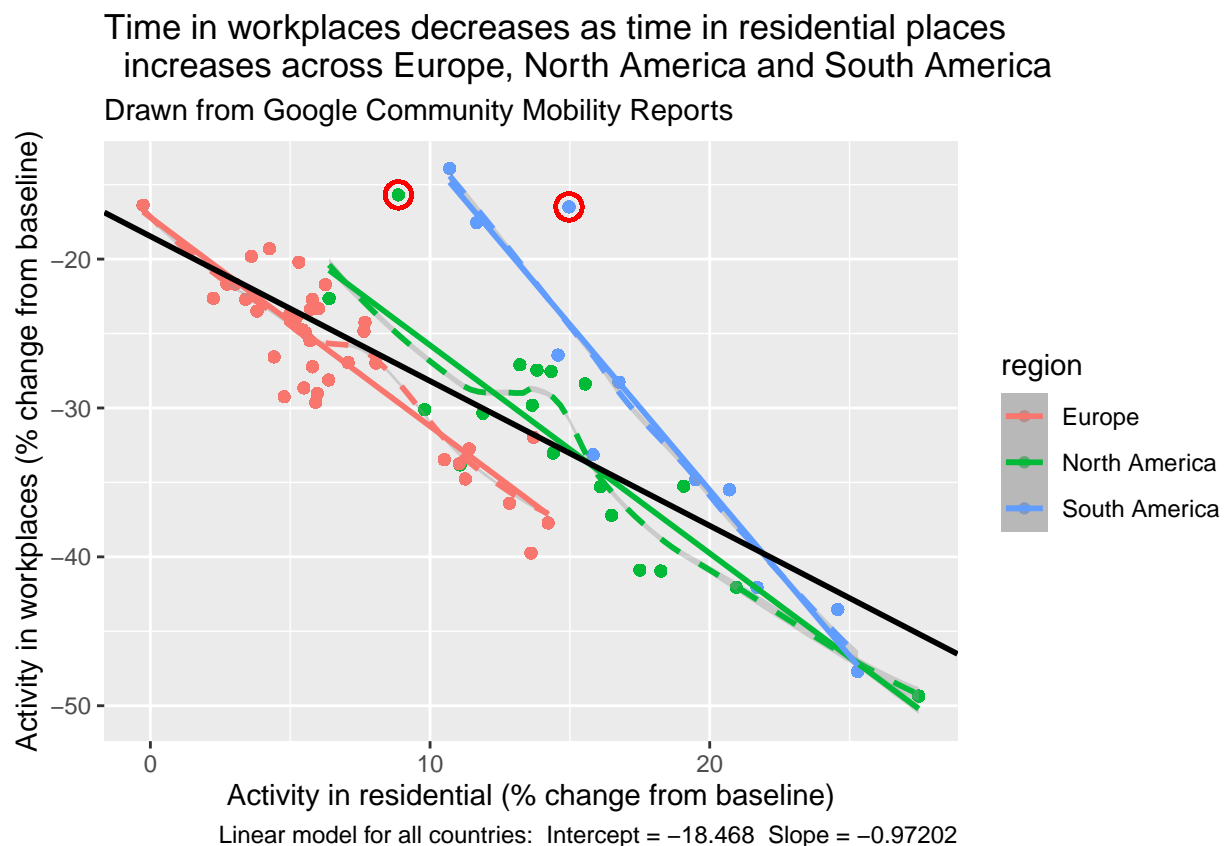 Time in workplaces decreases as time in residential places
increases across Europe, North America and South America
Drawn from Google Community Mobility Reports
Activity in workplaces (% change from baseline)
−20
−30
−40
−50
0
10
20
Activity in residential (% change from baseline)
Linear model for all countries:  Intercept = −18.468  Slope = −0.97202
region
Europe
North America
South America